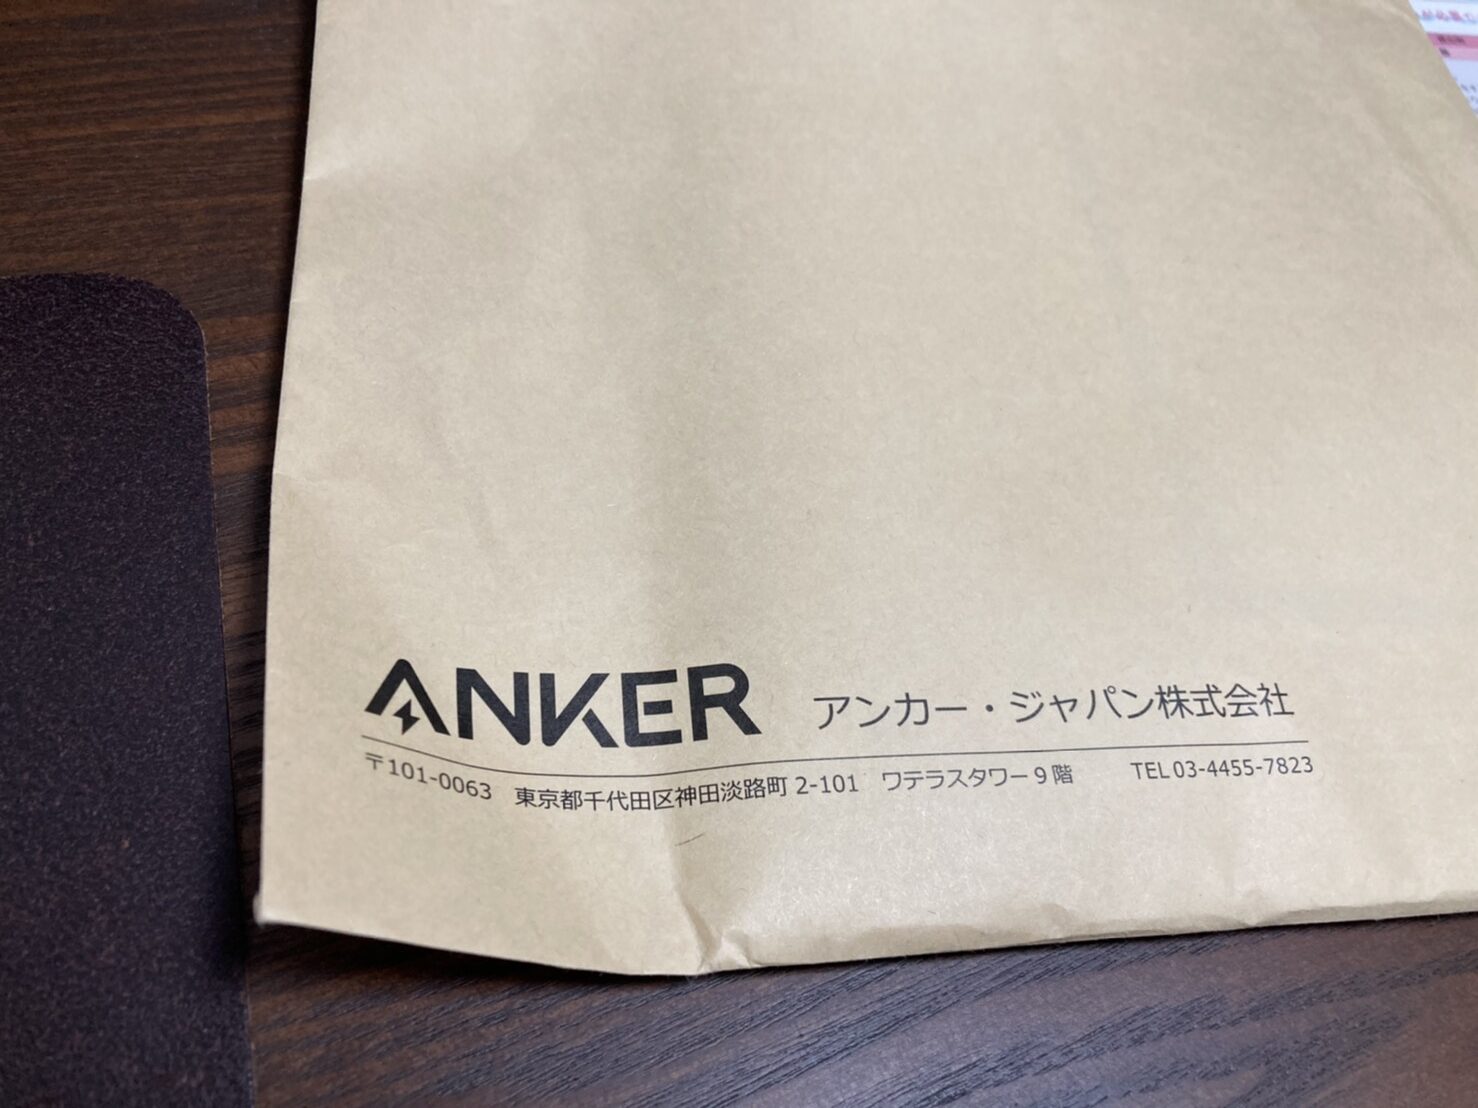 ANKER アンカー・ジャパン株式会社
〒101-0063 東京都千代田区神田淡路町 2-101 ワテラスタワー 9 階 TEL 03-4455-7823